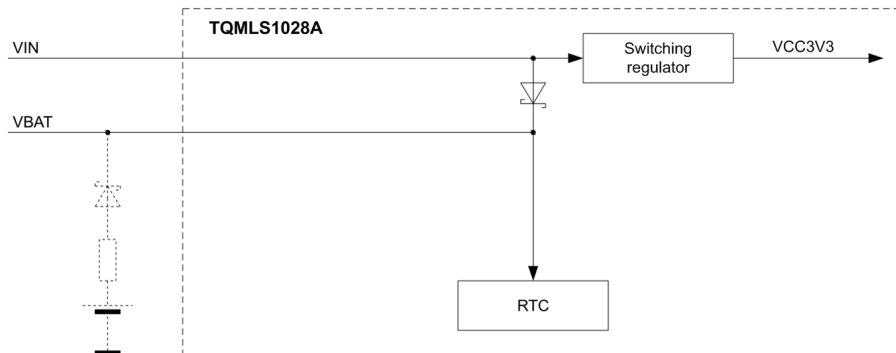 TQMLS1028A
VIN
Switching
regulator
VCC3V3
VBAT
RTC